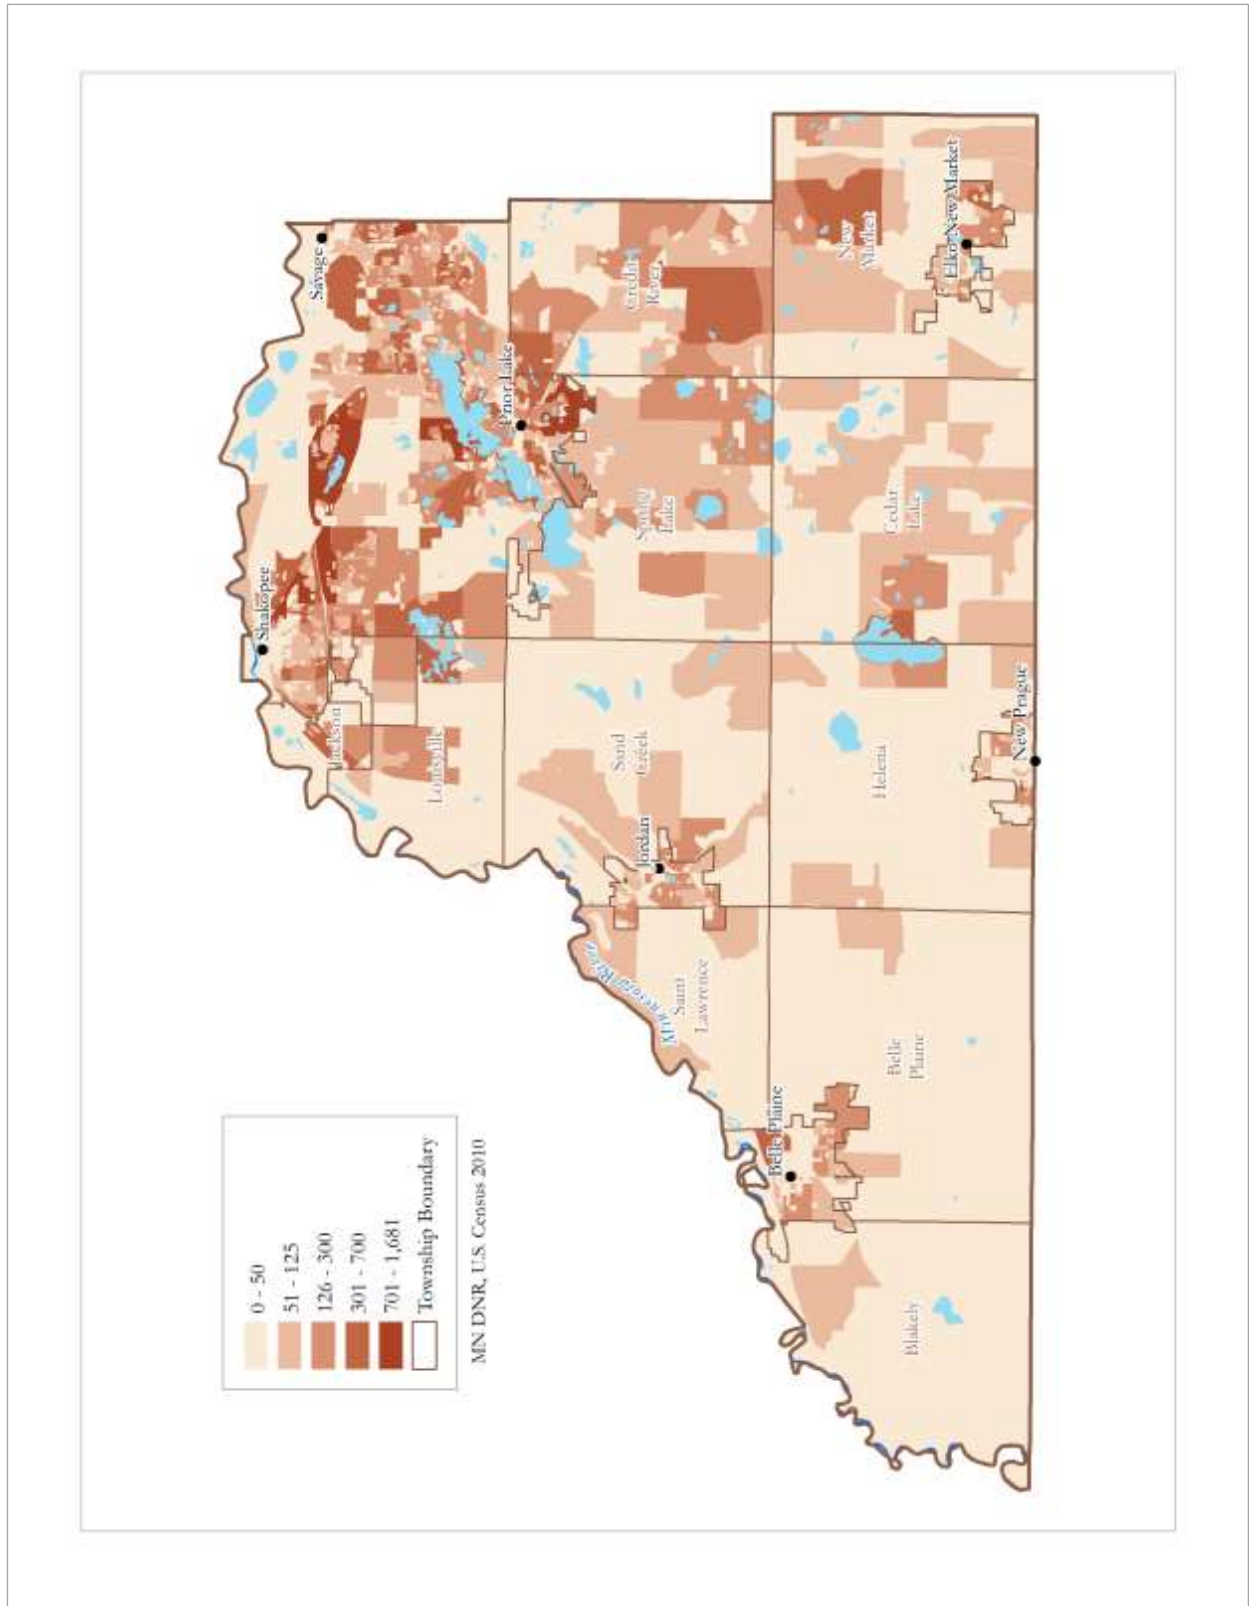 0 - 50
51 - 125
126 - 300
301 - 700
701 - 1,681
Township Boundary
MN DNR, U.S. Census 2010
Shakopee
Savage
Jackson
Louisville
Prior Lake
Credit
River
Spring
Lake
Sand
Creek
Jordan
Minnesota River
Saint
Lawrence
Belle Plaine
Belle
Plaine
Blakely
Helena
Cedar
Lake
New
Market
Elko New Market
New Prague